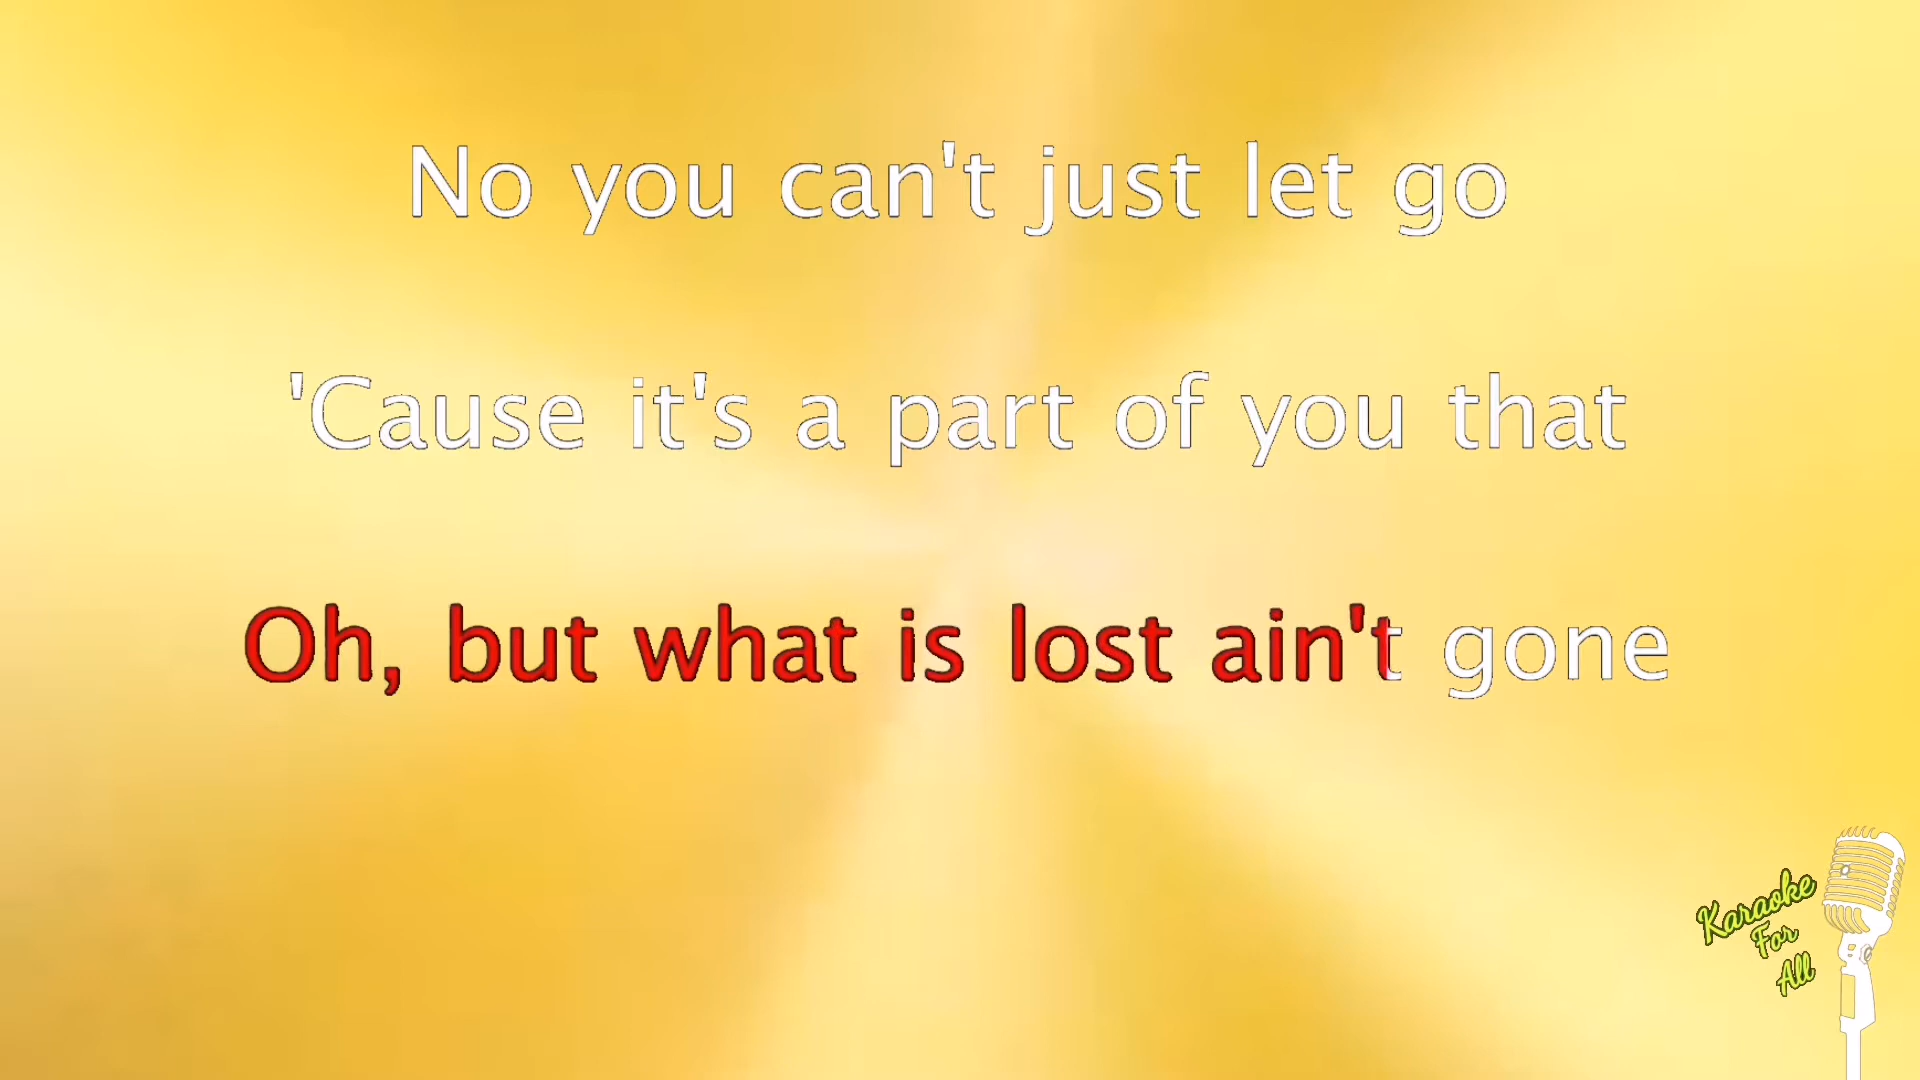 No you can't just let go
'Cause it's a part of you that
Oh, but what is lost ain't gone
Karaoke
For
All